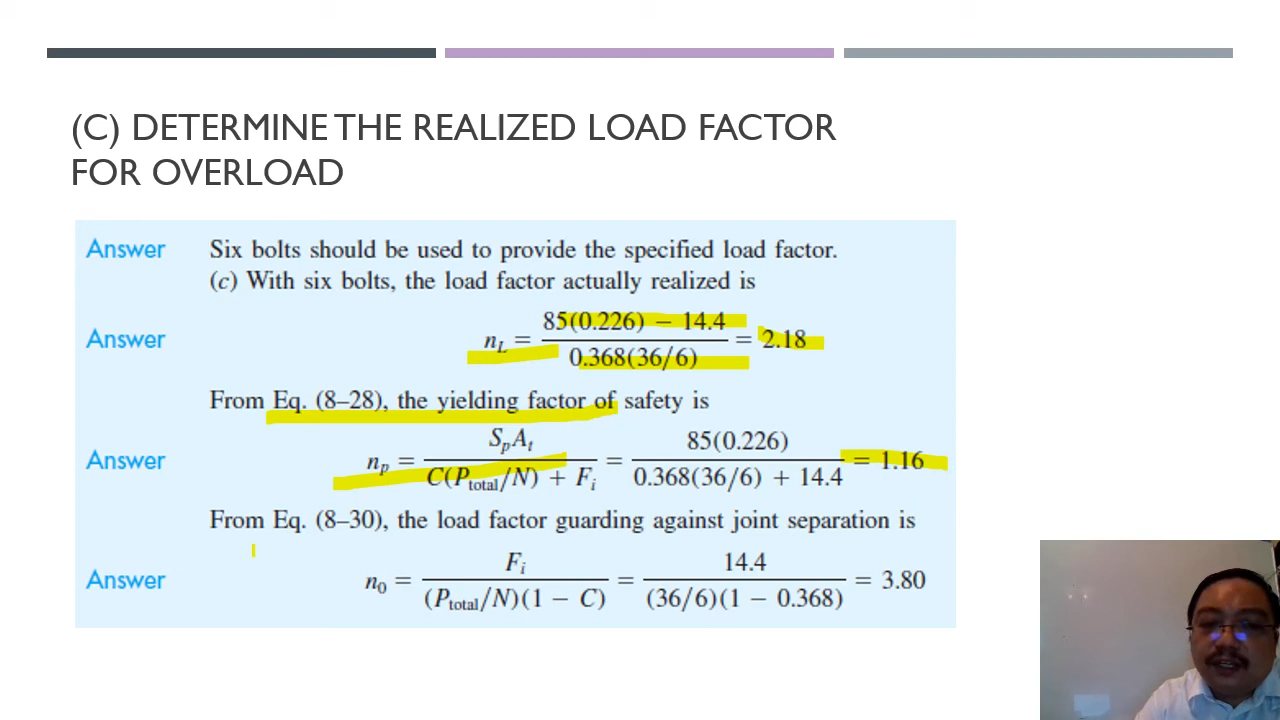 (C) DETERMINE THE REALIZED LOAD FACTOR
FOR OVERLOAD
Answer Six bolts should be used to provide the specified load factor.
(c) With six bolts, the load factor actually realized is
Answer n_L = (85(0.226) − 14.4) / (0.368(36/6)) = 2.18
From Eq. (8–28), the yielding factor of safety is
Answer n_p = S_pA_t / (C(P_total/N) + F_i) = 85(0.226) / (0.368(36/6) + 14.4) = 1.16
From Eq. (8–30), the load factor guarding against joint separation is
Answer n_0 = F_i / ((P_total/N)(1 − C)) = 14.4 / ((36/6)(1 − 0.368)) = 3.80